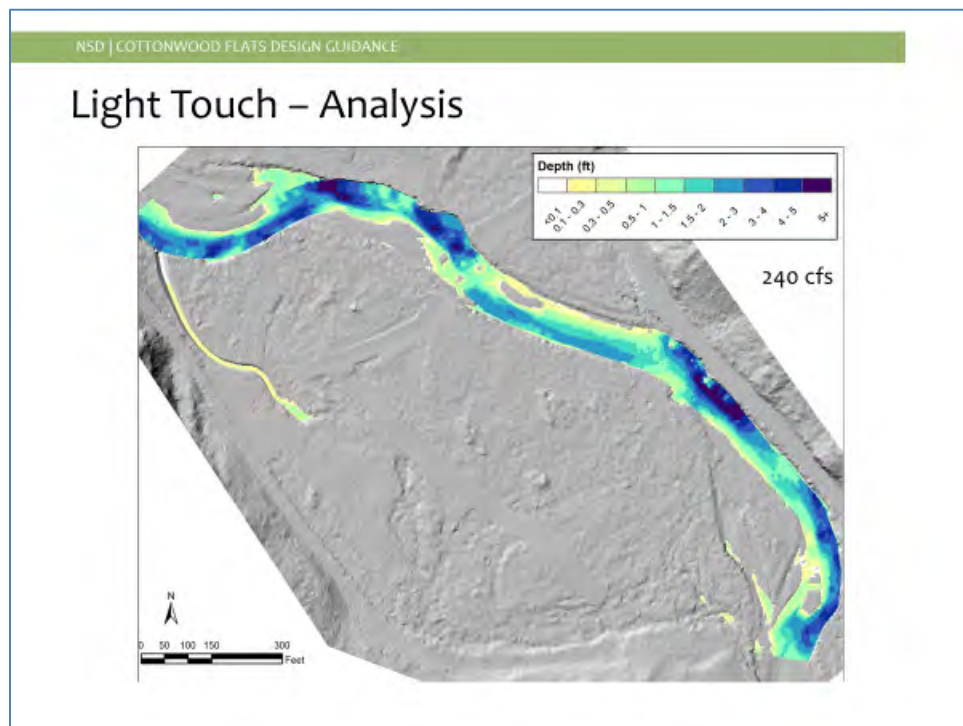 NSD | COTTONWOOD FLATS DESIGN GUIDANCE
Light Touch – Analysis
Depth (ft)
<0.1
0.1 - 0.3
0.3 - 0.5
0.5 - 1
1 - 1.5
1.5 - 2
2 - 3
3 - 4
4 - 5
5+
240 cfs
N
0 50 100 150 300
Feet